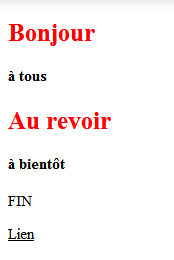 Bonjour
à tous
Au revoir
à bientôt
FIN
Lien